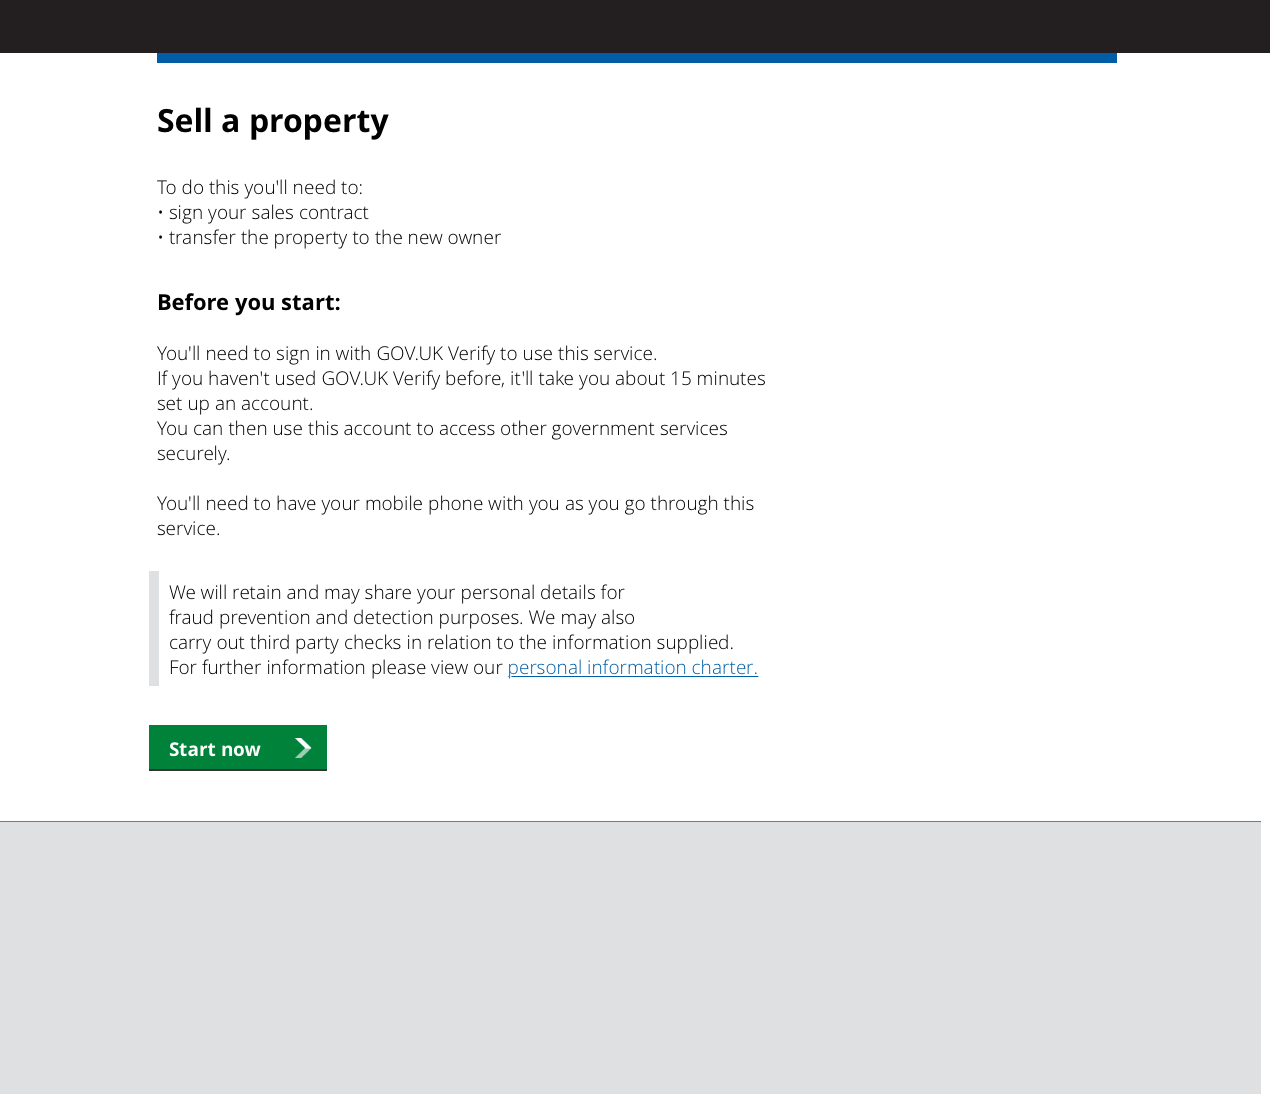 Sell a property
To do this you'll need to:
• sign your sales contract
• transfer the property to the new owner
Before you start:
You'll need to sign in with GOV.UK Verify to use this service.
If you haven't used GOV.UK Verify before, it'll take you about 15 minutes
set up an account.
You can then use this account to access other government services
securely.
You'll need to have your mobile phone with you as you go through this
service.
We will retain and may share your personal details for
fraud prevention and detection purposes. We may also
carry out third party checks in relation to the information supplied.
For further information please view our personal information charter.
Start now